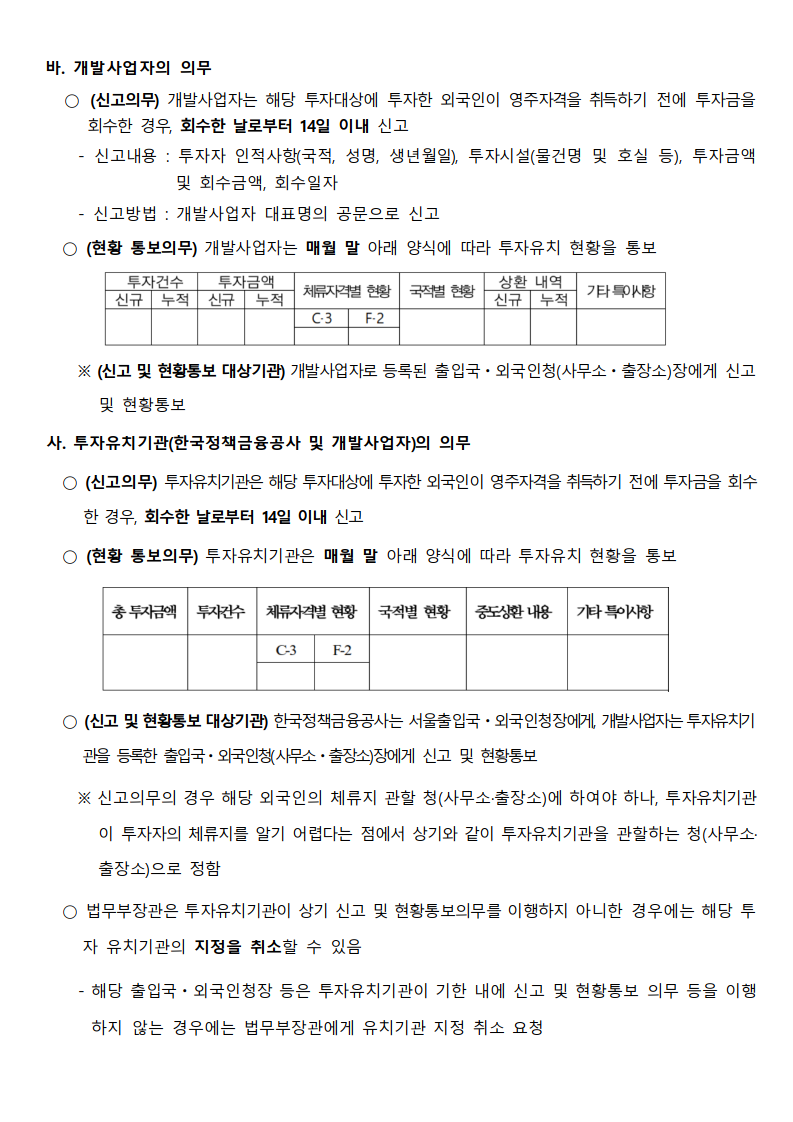 바. 개발사업자의 의무
○ (신고의무) 개발사업자는 해당 투자대상에 투자한 외국인이 영주자격을 취득하기 전에 투자금을
회수한 경우, 회수한 날로부터 14일 이내 신고
- 신고내용 : 투자자 인적사항(국적, 성명, 생년월일), 투자시설(물건명 및 호실 등), 투자금액
및 회수금액, 회수일자
- 신고방법 : 개발사업자 대표명의 공문으로 신고
○ (현황 통보의무) 개발사업자는 매월 말 아래 양식에 따라 투자유치 현황을 통보
투자건수 투자금액 체류자격별 현황 국적별 현황 상환 내역 기타 특이사항
신규 누적 신규 누적 신규 누적
C-3 F-2
※ (신고 및 현황통보 대상기관) 개발사업자로 등록된 출입국・외국인청(사무소・출장소)장에게 신고
및 현황통보
사. 투자유치기관(한국정책금융공사 및 개발사업자)의 의무
○ (신고의무) 투자유치기관은 해당 투자대상에 투자한 외국인이 영주자격을 취득하기 전에 투자금을 회수
한 경우, 회수한 날로부터 14일 이내 신고
○ (현황 통보의무) 투자유치기관은 매월 말 아래 양식에 따라 투자유치 현황을 통보
총 투자금액 투자건수 체류자격별 현황 국적별 현황 중도상환 내용 기타 특이사항
C-3 F-2
○ (신고 및 현황통보 대상기관) 한국정책금융공사는 서울출입국・외국인청장에게, 개발사업자는 투자유치기
관을 등록한 출입국・외국인청(사무소・출장소)장에게 신고 및 현황통보
※ 신고의무의 경우 해당 외국인의 체류지 관할 청(사무소·출장소)에 하여야 하나, 투자유치기관
이 투자자의 체류지를 알기 어렵다는 점에서 상기와 같이 투자유치기관을 관할하는 청(사무소·
출장소)으로 정함
○ 법무부장관은 투자유치기관이 상기 신고 및 현황통보의무를 이행하지 아니한 경우에는 해당 투
자 유치기관의 지정을 취소할 수 있음
- 해당 출입국・외국인청장 등은 투자유치기관이 기한 내에 신고 및 현황통보 의무 등을 이행
하지 않는 경우에는 법무부장관에게 유치기관 지정 취소 요청